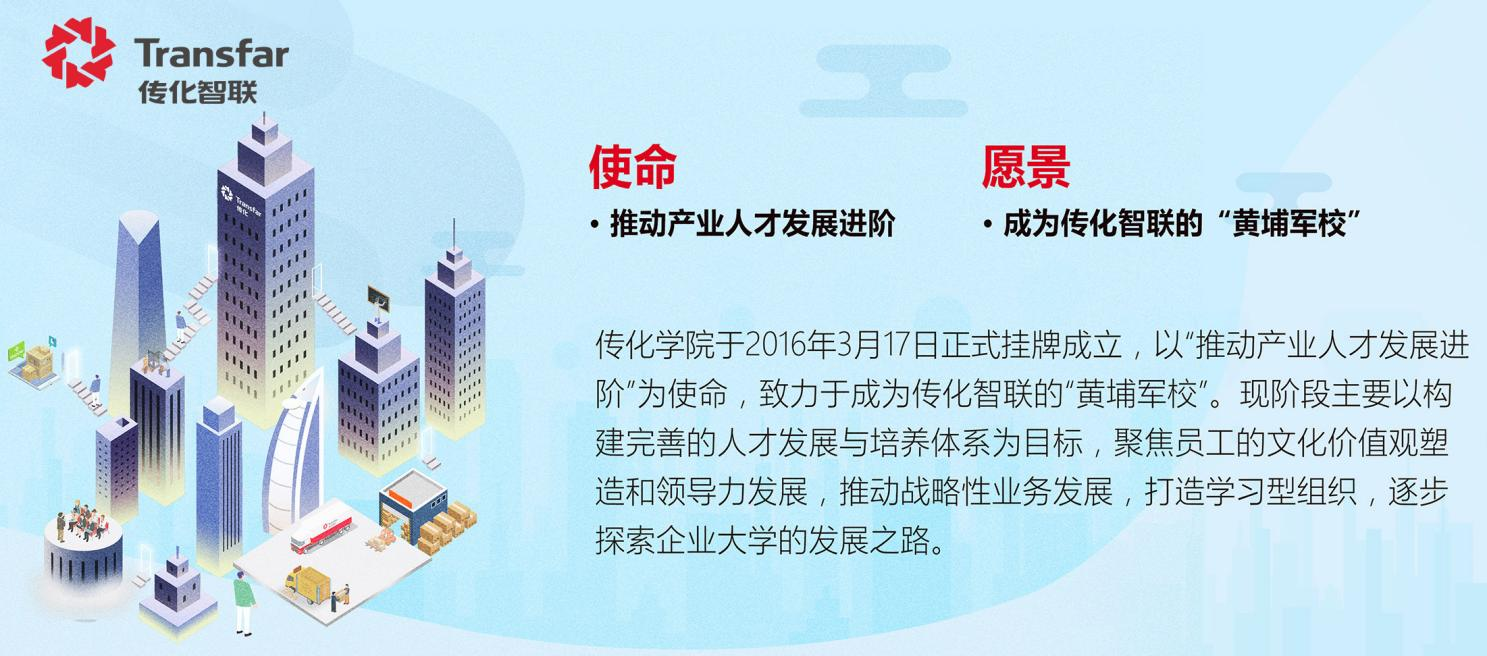 Transfar
传化智联
Transfar
传化
使命
愿景
• 推动产业人才发展进阶
• 成为传化智联的“黄埔军校”
传化学院于2016年3月17日正式挂牌成立，以“推动产业人才发展进
阶”为使命，致力于成为传化智联的“黄埔军校”。现阶段主要以构
建完善的人才发展与培养体系为目标，聚焦员工的文化价值观塑
造和领导力发展，推动战略性业务发展，打造学习型组织，逐步
探索企业大学的发展之路。